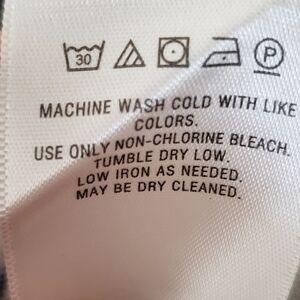 30 P
MACHINE WASH COLD WITH LIKE
COLORS.
USE ONLY NON-CHLORINE BLEACH.
TUMBLE DRY LOW.
LOW IRON AS NEEDED.
MAY BE DRY CLEANED.